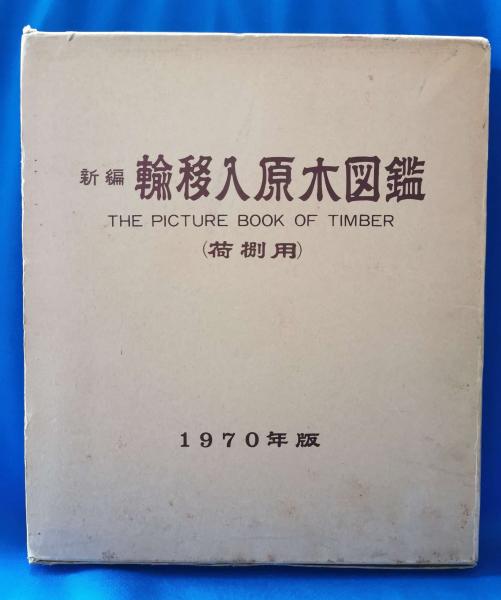 新編 輸移入原木図鑑
THE PICTURE BOOK OF TIMBER
(荷捌用)
1970年版